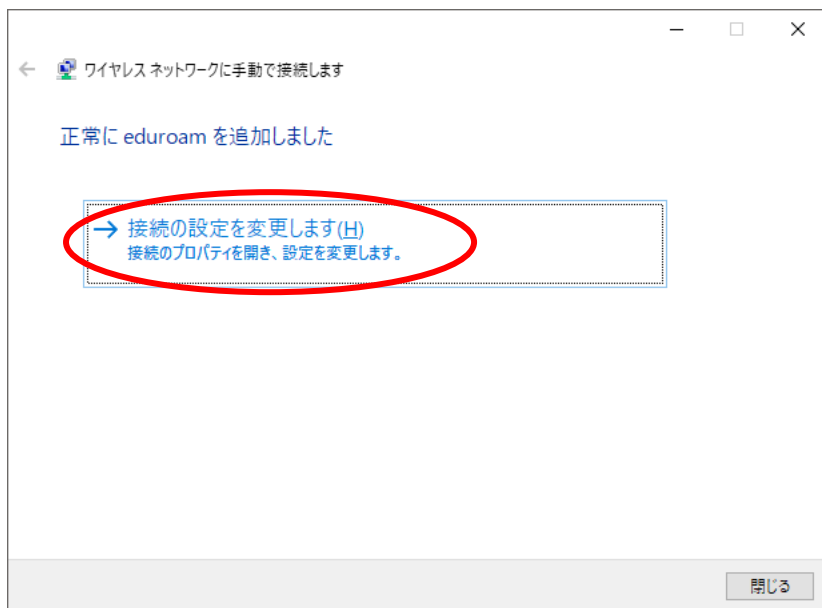 ワイヤレス ネットワークに手動で接続します
正常に eduroam を追加しました
接続の設定を変更します(H)
接続のプロパティを開き、設定を変更します。
閉じる